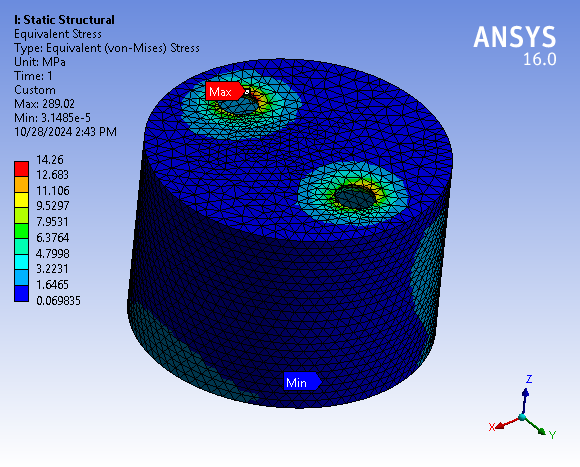 I: Static Structural
Equivalent Stress
Type: Equivalent (von-Mises) Stress
Unit: MPa
Time: 1
Custom
Max: 289.02
Min: 3.1485e-5
10/28/2024 2:43 PM
ANSYS
16.0
14.26
12.683
11.106
9.5297
7.9531
6.3764
4.7998
3.2231
1.6465
0.069835
Max
Min
Z
X
Y